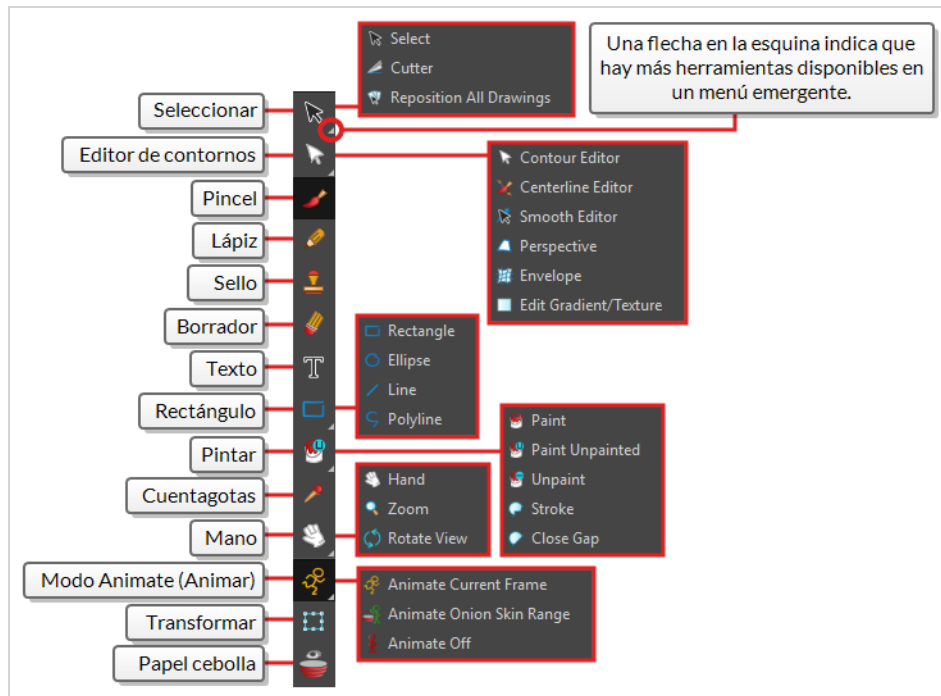 Select
Cutter
Reposition All Drawings
Una flecha en la esquina indica que
hay más herramientas disponibles en
un menú emergente.
Seleccionar
Editor de contornos
Pincel
Lápiz
Sello
Borrador
Texto
Rectángulo
Pintar
Cuentagotas
Mano
Modo Animate (Animar)
Transformar
Papel cebolla
Contour Editor
Centerline Editor
Smooth Editor
Perspective
Envelope
Edit Gradient/Texture
Rectangle
Ellipse
Line
Polyline
Paint
Paint Unpainted
Unpaint
Stroke
Close Gap
Hand
Zoom
Rotate View
Animate Current Frame
Animate Onion Skin Range
Animate Off